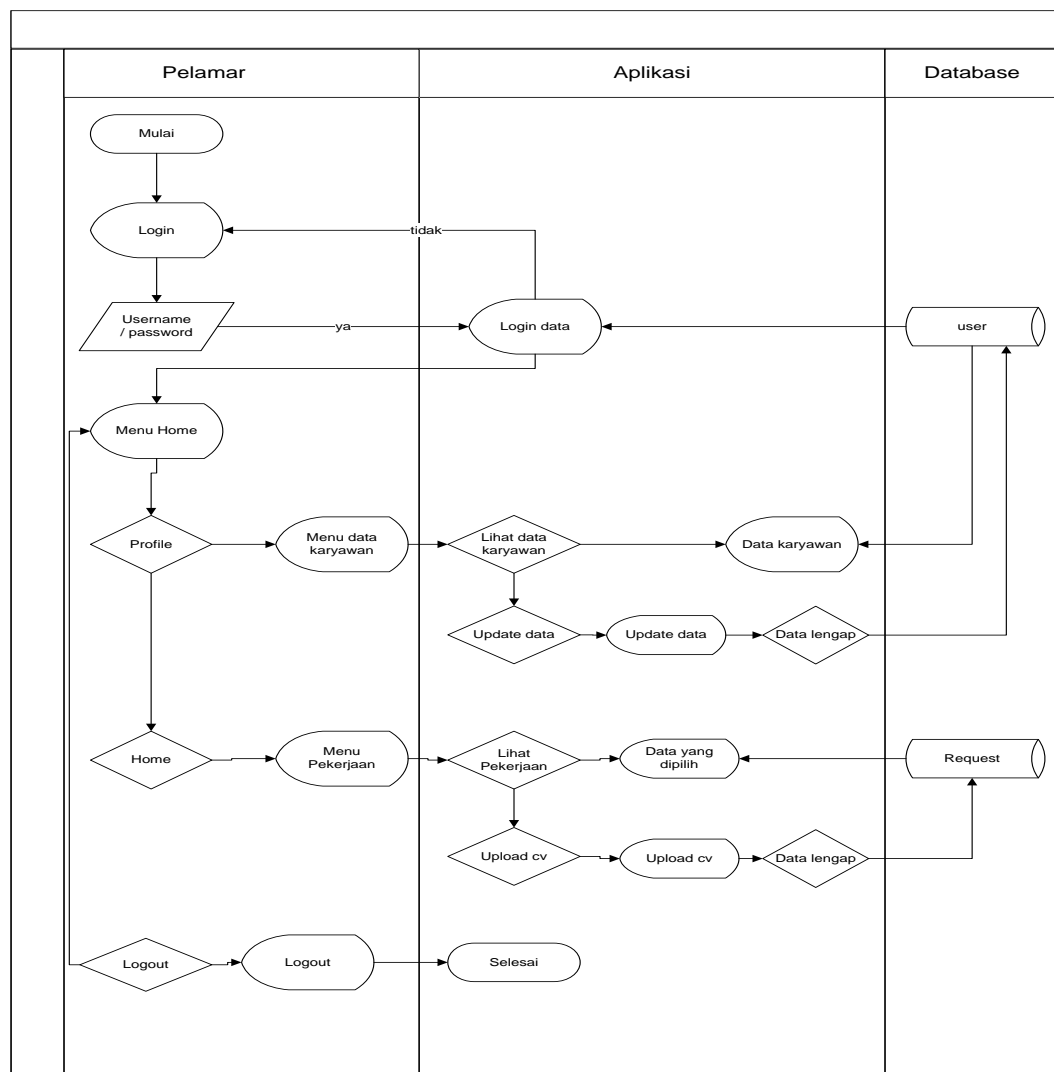 Pelamar
Aplikasi
Database
Mulai
Login
tidak
Username
/ password
ya
Login data
user
Menu Home
Profile
Menu data
karyawan
Lihat data
karyawan
Data karyawan
Update data
Update data
Data lengap
Home
Menu
Pekerjaan
Lihat
Pekerjaan
Data yang
dipilih
Request
Upload cv
Upload cv
Data lengap
Logout
Logout
Selesai